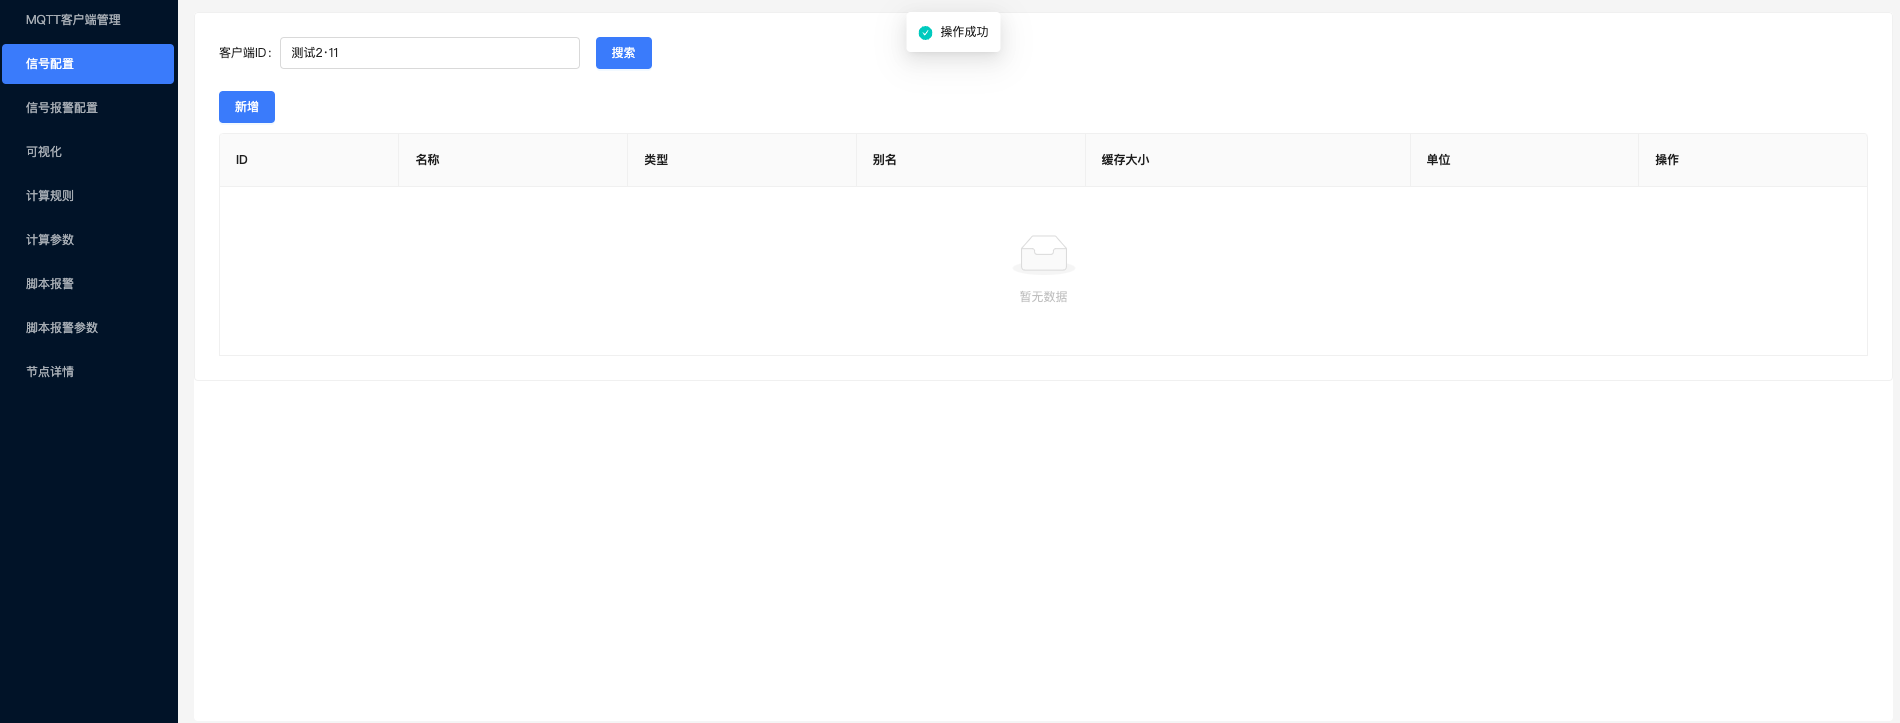 MQTT客户端管理
信号配置
信号报警配置
可视化
计算规则
计算参数
脚本报警
脚本报警参数
节点详情
操作成功
客户端ID： 测试2·11 搜索
新增
ID 名称 类型 别名 缓存大小 单位 操作
暂无数据